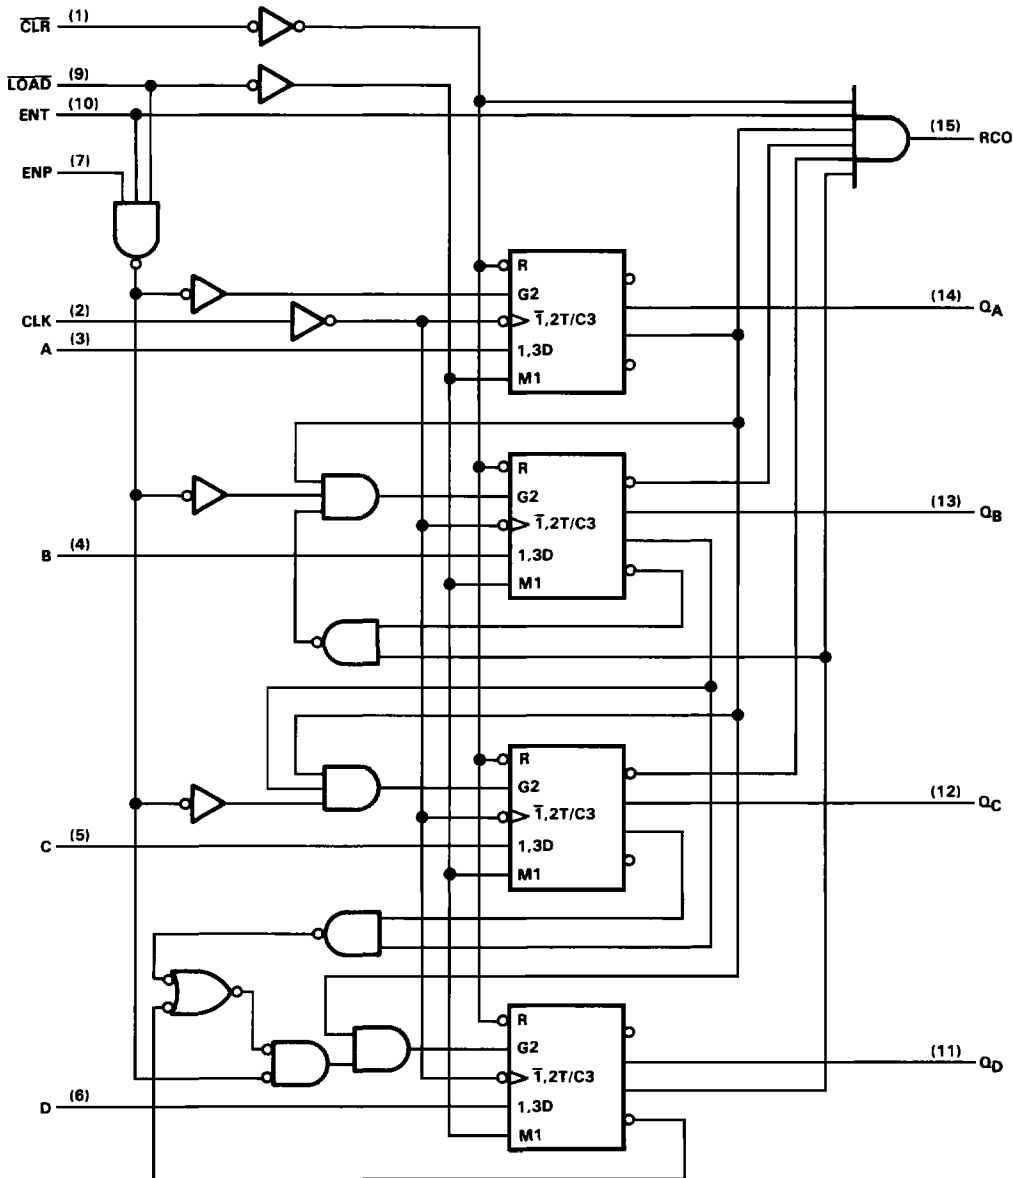 C̅L̅R̅ (1)
L̅O̅A̅D̅ (9)
ENT (10)
ENP (7)
(15) RCO
R
G2
CLK (2)
1̅,2T/C3
(14) QA
A (3)
1,3D
M1
R
G2
(13) QB
1̅,2T/C3
B (4)
1,3D
M1
R
G2
(12) QC
1̅,2T/C3
C (5)
1,3D
M1
R
G2
(11) QD
1̅,2T/C3
D (6)
1,3D
M1